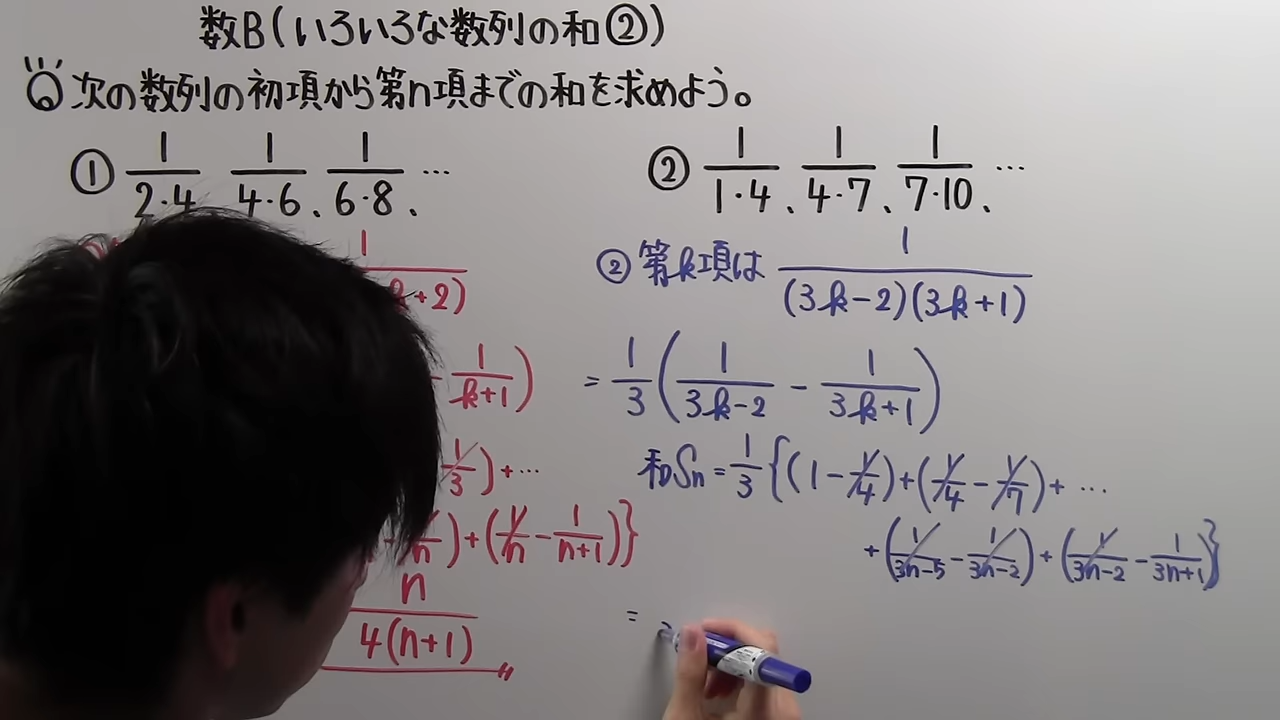 数B(いろいろな数列の和②)
Q 次の数列の初項から第n項までの和を求めよう。
① 1/2・4、1/4・6、1/6・8、…
② 1/1・4、1/4・7、1/7・10、…
1
k+2)
1/k+1)
1/3)+…
/n)+(1/n-1/n+1)}
n/4(n+1)〃
②第k項は 1/(3k-2)(3k+1)
=1/3(1/3k-2-1/3k+1)
和Sn=1/3{(1-1/4)+(1/4-1/7)+…
+(1/3n-5-1/3n-2)+(1/3n-2-1/3n+1)}
=